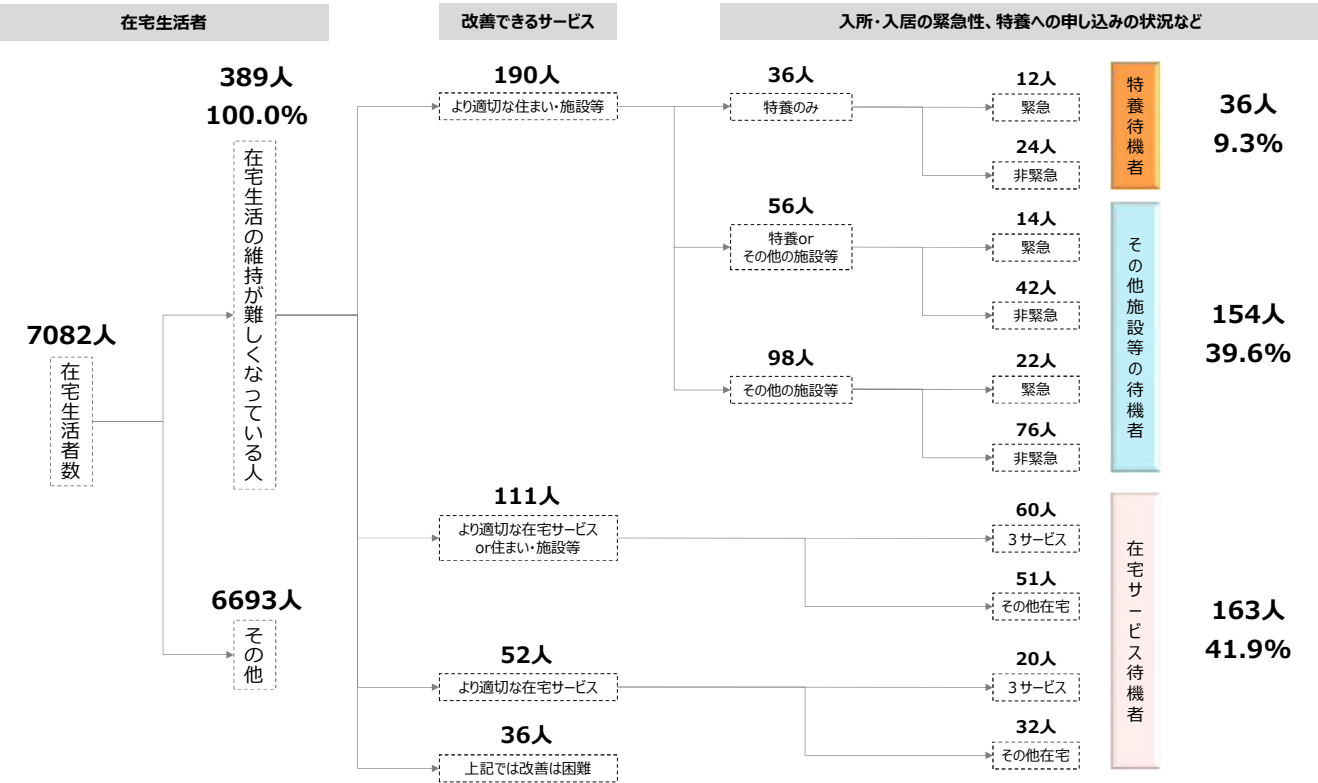 在宅生活者
改善できるサービス
入所・入居の緊急性、特養への申し込みの状況など
7082人
在宅生活者数
389人
100.0%
在宅生活の維持が難しくなっている人
6693人
その他
190人
より適切な住まい・施設等
111人
より適切な在宅サービス
or住まい・施設等
52人
より適切な在宅サービス
36人
上記では改善は困難
36人
特養のみ
56人
特養or
その他の施設等
98人
その他の施設等
12人
緊急
24人
非緊急
14人
緊急
42人
非緊急
22人
緊急
76人
非緊急
60人
3サービス
51人
その他在宅
20人
3サービス
32人
その他在宅
特養待機者
36人
9.3%
その他施設等の待機者
154人
39.6%
在宅サービス待機者
163人
41.9%